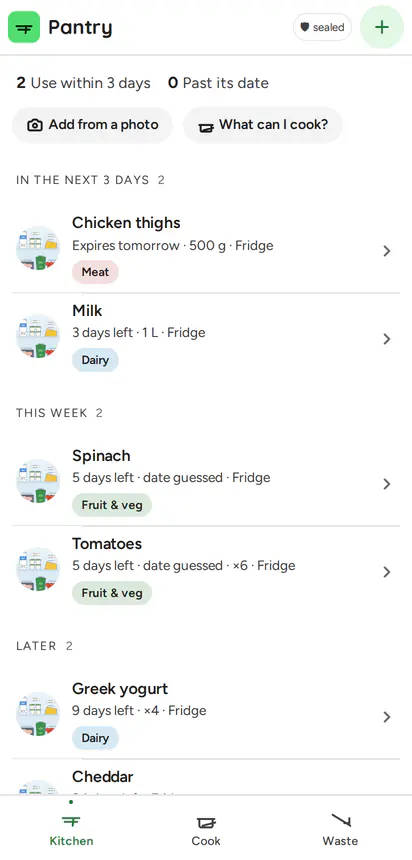 Pantry
sealed
2 Use within 3 days 0 Past its date
Add from a photo
What can I cook?
IN THE NEXT 3 DAYS 2
Chicken thighs
Expires tomorrow · 500 g · Fridge
Meat
Milk
3 days left · 1 L · Fridge
Dairy
THIS WEEK 2
Spinach
5 days left · date guessed · Fridge
Fruit & veg
Tomatoes
5 days left · date guessed · ×6 · Fridge
Fruit & veg
LATER 2
Greek yogurt
9 days left · ×4 · Fridge
Dairy
Cheddar
Kitchen
Cook
Waste